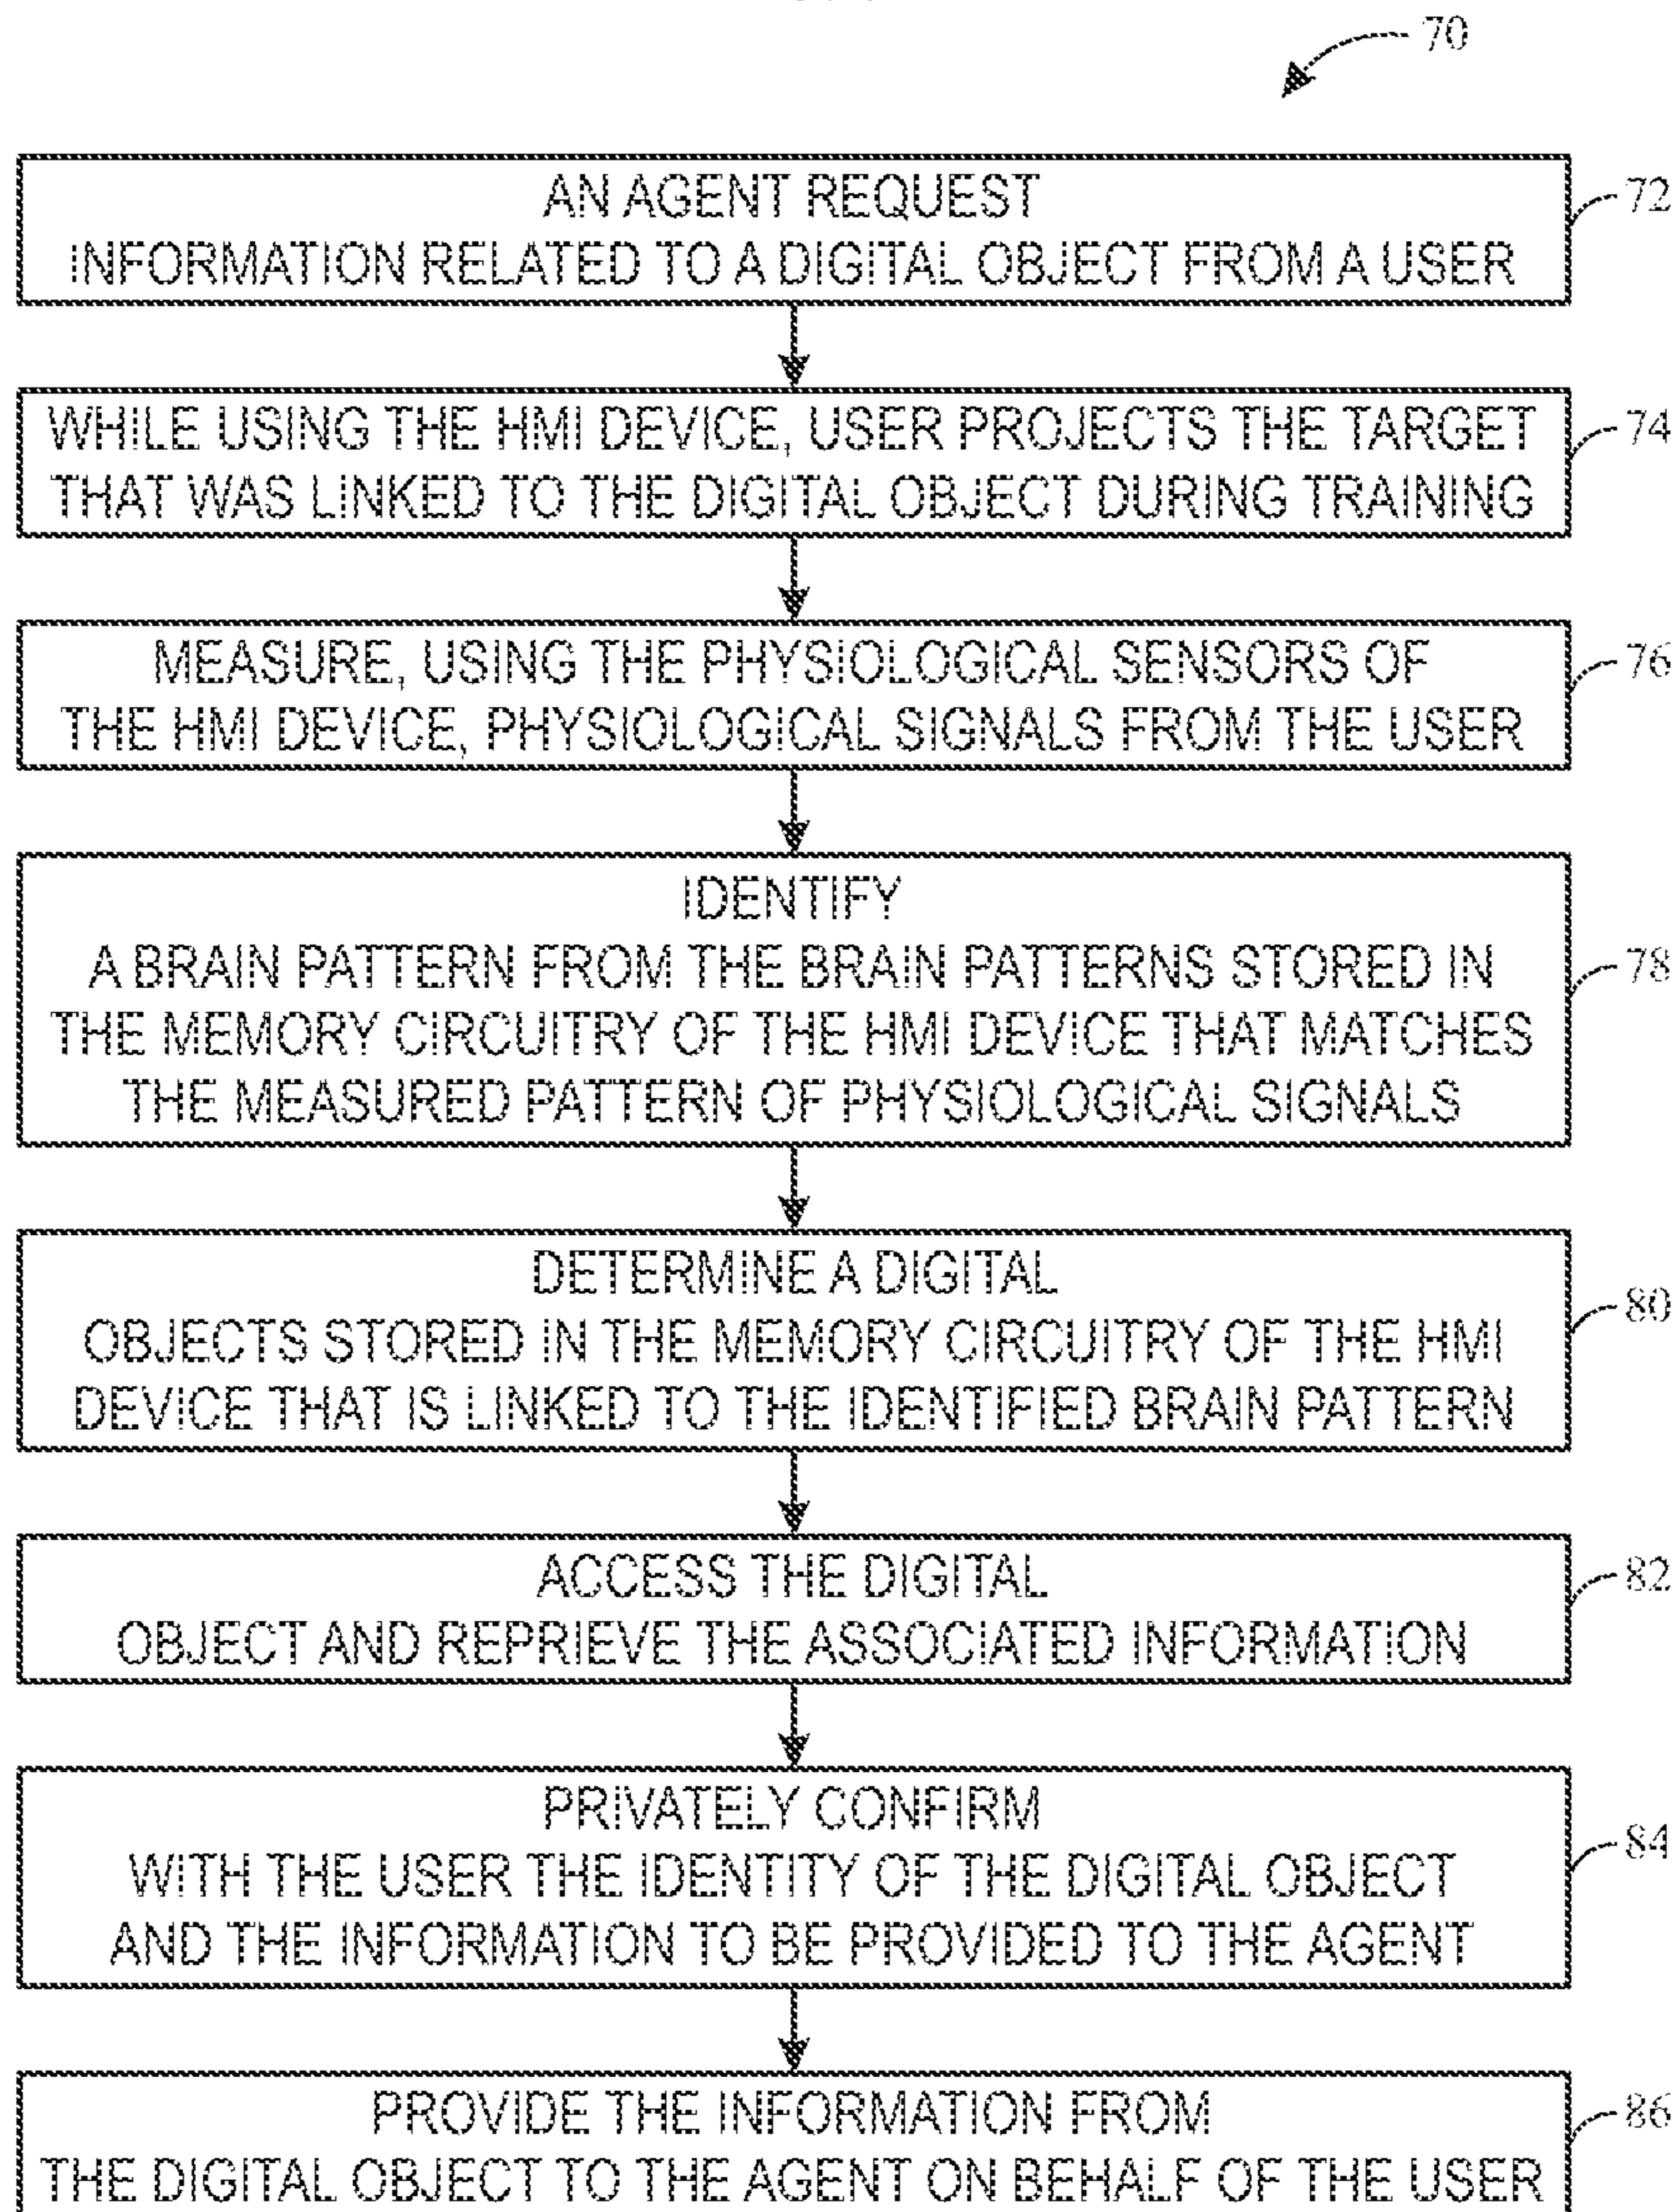 70
AN AGENT REQUEST
INFORMATION RELATED TO A DIGITAL OBJECT FROM A USER
72
WHILE USING THE HMI DEVICE, USER PROJECTS THE TARGET
THAT WAS LINKED TO THE DIGITAL OBJECT DURING TRAINING
74
MEASURE, USING THE PHYSIOLOGICAL SENSORS OF
THE HMI DEVICE, PHYSIOLOGICAL SIGNALS FROM THE USER
76
IDENTIFY
A BRAIN PATTERN FROM THE BRAIN PATTERNS STORED IN
THE MEMORY CIRCUITRY OF THE HMI DEVICE THAT MATCHES
THE MEASURED PATTERN OF PHYSIOLOGICAL SIGNALS
78
DETERMINE A DIGITAL
OBJECTS STORED IN THE MEMORY CIRCUITRY OF THE HMI
DEVICE THAT IS LINKED TO THE IDENTIFIED BRAIN PATTERN
80
ACCESS THE DIGITAL
OBJECT AND REPRIEVE THE ASSOCIATED INFORMATION
82
PRIVATELY CONFIRM
WITH THE USER THE IDENTITY OF THE DIGITAL OBJECT
AND THE INFORMATION TO BE PROVIDED TO THE AGENT
84
PROVIDE THE INFORMATION FROM
THE DIGITAL OBJECT TO THE AGENT ON BEHALF OF THE USER
86